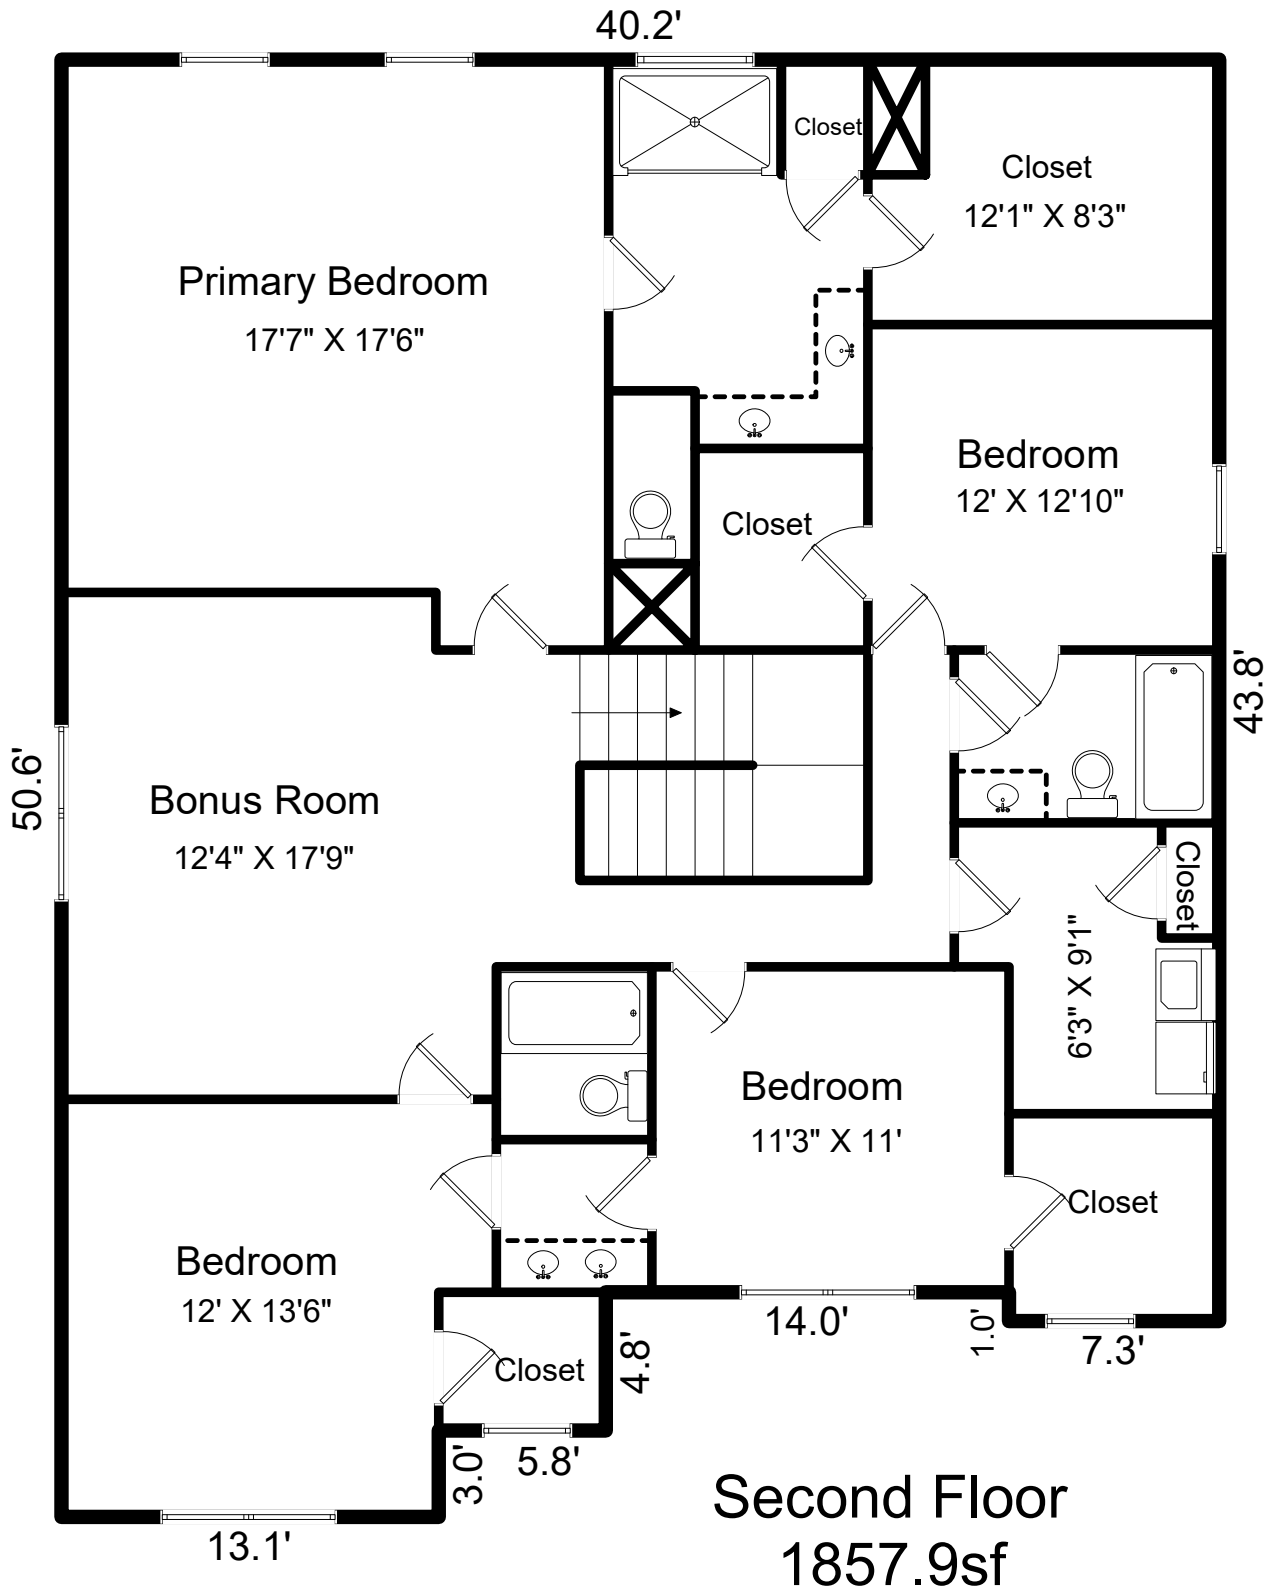 40.2'
Closet
Closet
12'1" X 8'3"
Primary Bedroom
17'7" X 17'6"
Bedroom
12' X 12'10"
Closet
43.8'
50.6'
Bonus Room
12'4" X 17'9"
Closet
6'3" X 9'1"
Bedroom
11'3" X 11'
Closet
Bedroom
12' X 13'6"
14.0'
1.0'
7.3'
4.8'
Closet
3.0'
5.8'
13.1'
Second Floor
1857.9sf